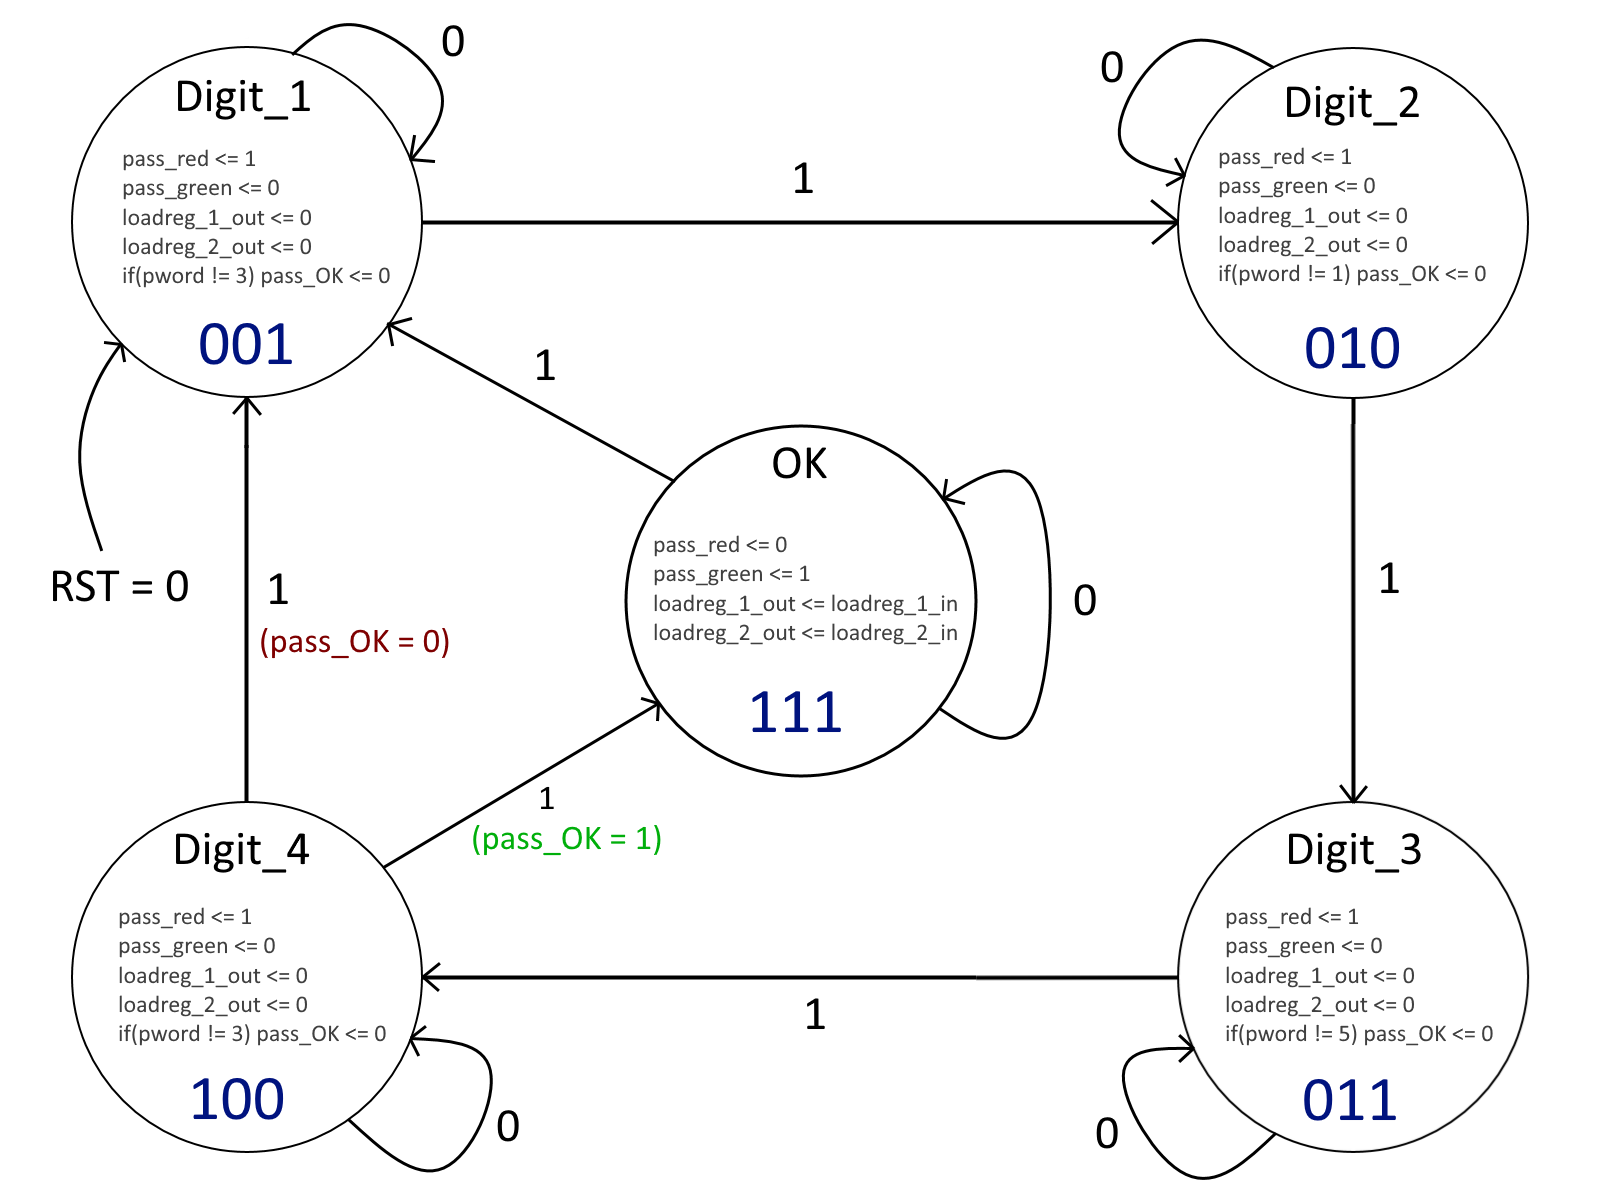 0
Digit_1
pass_red <= 1
pass_green <= 0
loadreg_1_out <= 0
loadreg_2_out <= 0
if(pword != 3) pass_OK <= 0
001
1
0
Digit_2
pass_red <= 1
pass_green <= 0
loadreg_1_out <= 0
loadreg_2_out <= 0
if(pword != 1) pass_OK <= 0
010
1
OK
pass_red <= 0
pass_green <= 1
loadreg_1_out <= loadreg_1_in
loadreg_2_out <= loadreg_2_in
111
0
RST = 0
1
(pass_OK = 0)
1
1
(pass_OK = 1)
Digit_4
pass_red <= 1
pass_green <= 0
loadreg_1_out <= 0
loadreg_2_out <= 0
if(pword != 3) pass_OK <= 0
100
0
1
Digit_3
pass_red <= 1
pass_green <= 0
loadreg_1_out <= 0
loadreg_2_out <= 0
if(pword != 5) pass_OK <= 0
011
0